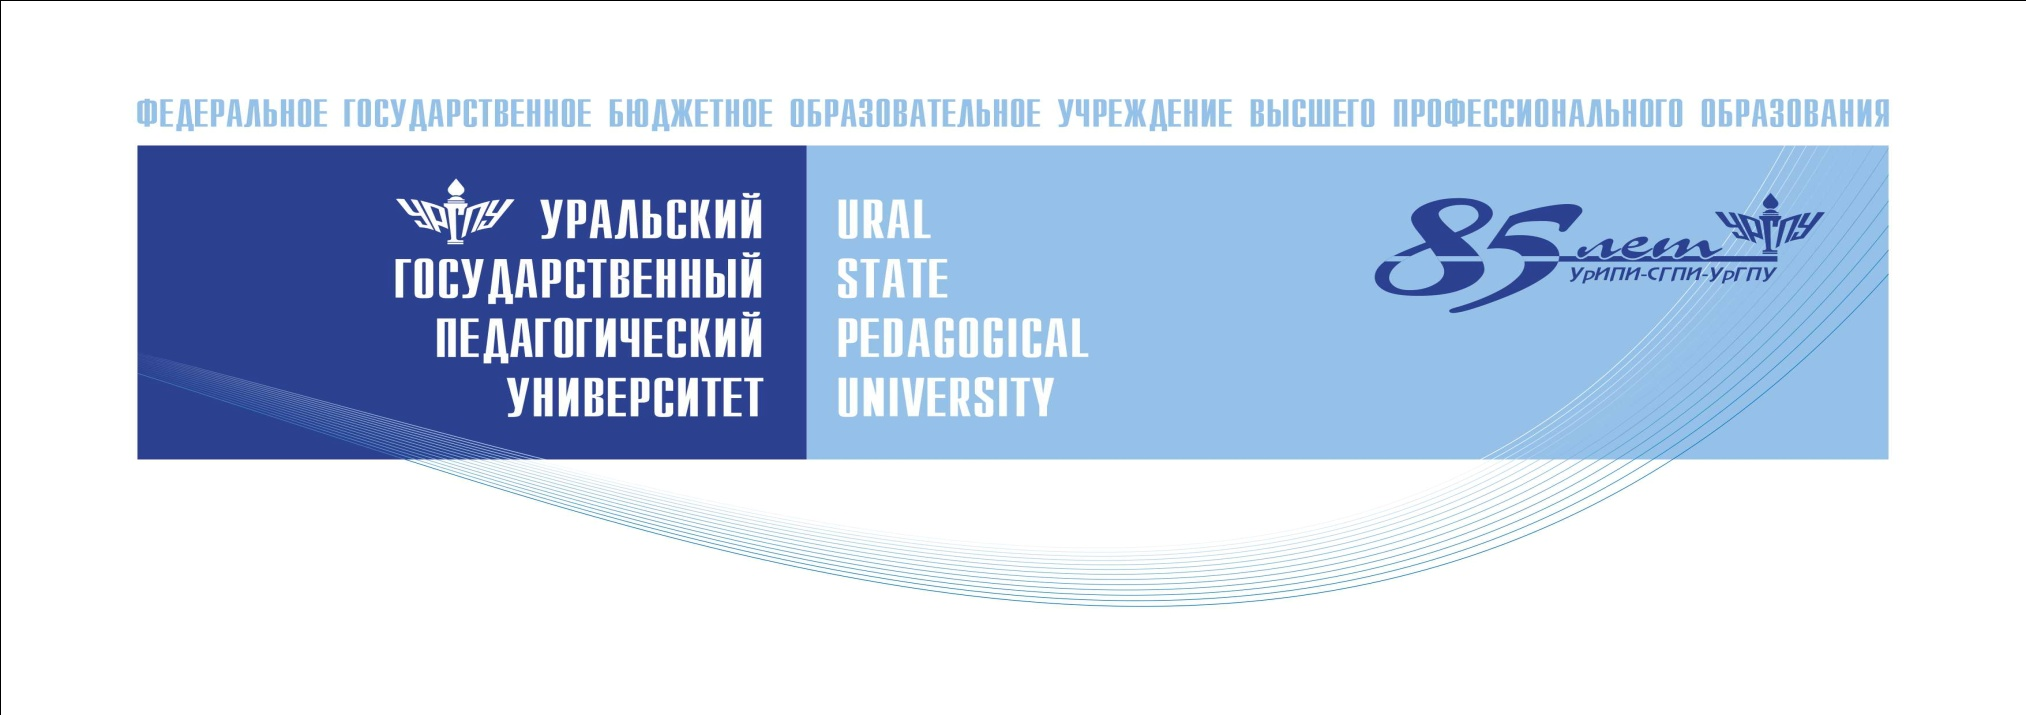 ФЕДЕРАЛЬНОЕ ГОСУДАРСТВЕННОЕ БЮДЖЕТНОЕ ОБРАЗОВАТЕЛЬНОЕ УЧРЕЖДЕНИЕ ВЫСШЕГО ПРОФЕССИОНАЛЬНОГО ОБРАЗОВАНИЯ
УРГПУ УРАЛЬСКИЙ
ГОСУДАРСТВЕННЫЙ
ПЕДАГОГИЧЕСКИЙ
УНИВЕРСИТЕТ
URAL
STATE
PEDAGOGICAL
UNIVERSITY
85 лет УРГПУ
УрИПИ-СГПИ-УрГПУ